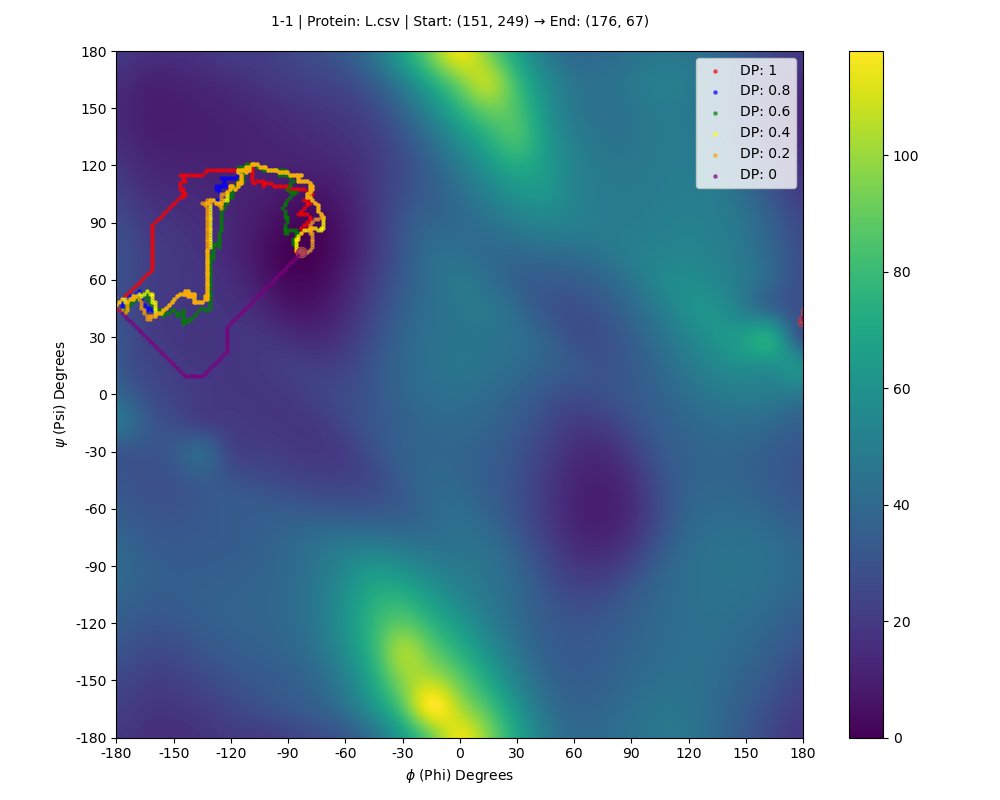 1-1 | Protein: L.csv | Start: (151, 249) → End: (176, 67)
180
150
120
90
60
30
0
-30
-60
-90
-120
-150
-180
ψ (Psi) Degrees
-180 -150 -120 -90 -60 -30 0 30 60 90 120 150 180
ϕ (Phi) Degrees
DP: 1
DP: 0.8
DP: 0.6
DP: 0.4
DP: 0.2
DP: 0
100
80
60
40
20
0